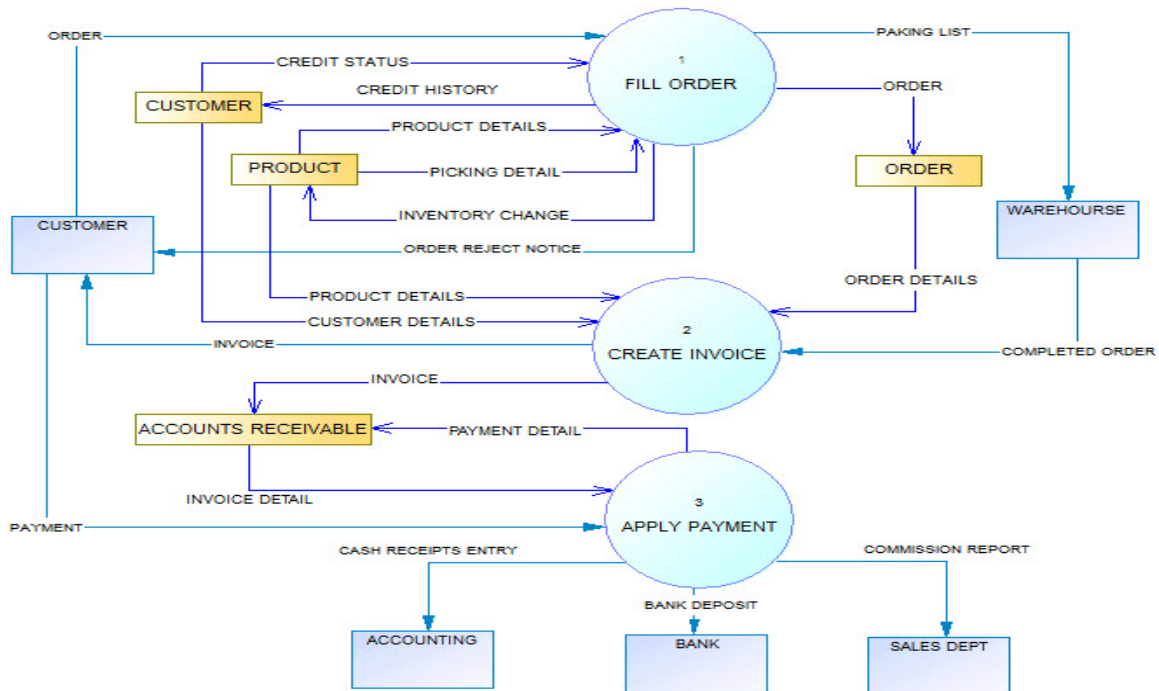 ORDER
1
PAKING LIST
CREDIT STATUS
FILL ORDER
CREDIT HISTORY
ORDER
CUSTOMER
PRODUCT DETAILS
PRODUCT
PICKING DETAIL
ORDER
INVENTORY CHANGE
WAREHOURSE
CUSTOMER
ORDER REJECT NOTICE
ORDER DETAILS
PRODUCT DETAILS
CUSTOMER DETAILS
2
INVOICE
CREATE INVOICE
COMPLETED ORDER
INVOICE
ACCOUNTS RECEIVABLE
PAYMENT DETAIL
INVOICE DETAIL
3
PAYMENT
APPLY PAYMENT
CASH RECEIPTS ENTRY
COMMISSION REPORT
BANK DEPOSIT
ACCOUNTING
BANK
SALES DEPT